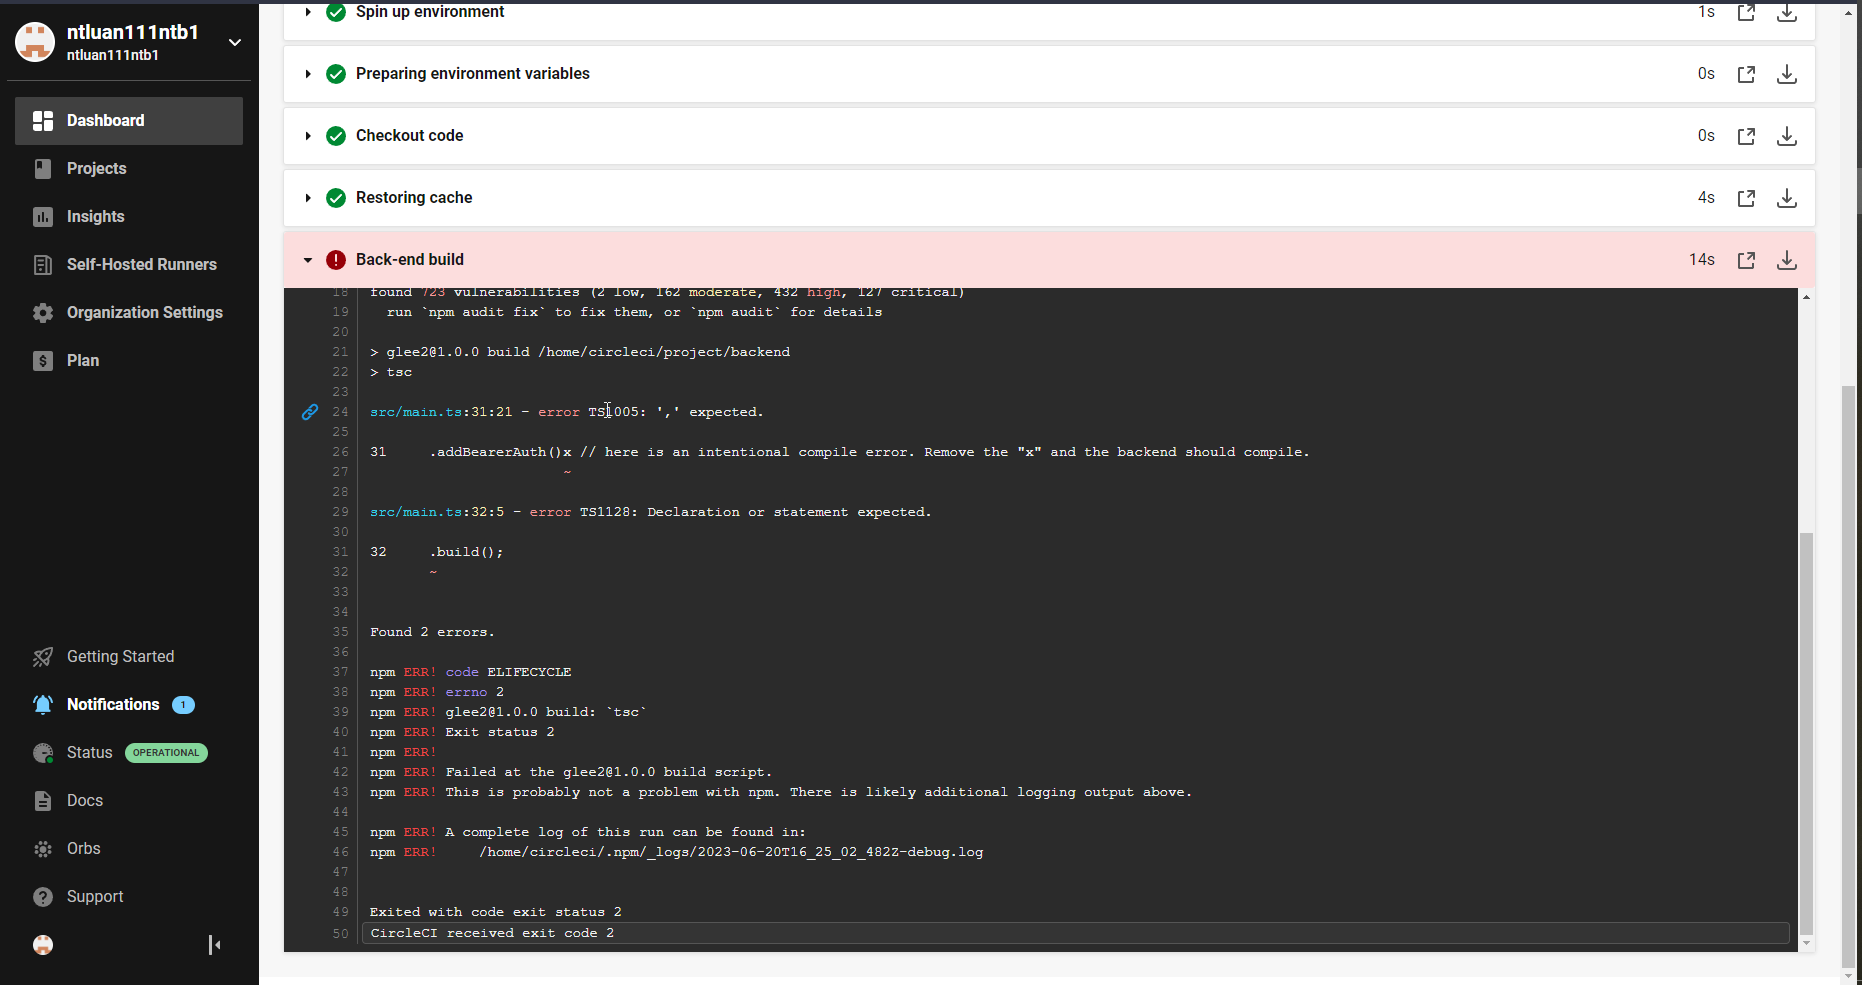 ntluan111ntb1
ntluan111ntb1
Dashboard
Projects
Insights
Self-Hosted Runners
Organization Settings
Plan
Getting Started
Notifications 1
Status OPERATIONAL
Docs
Orbs
Support
Spin up environment 1s
Preparing environment variables 0s
Checkout code 0s
Restoring cache 4s
Back-end build 14s
18 found 723 vulnerabilities (2 low, 162 moderate, 432 high, 127 critical)
19 run `npm audit fix` to fix them, or `npm audit` for details
20
21 > glee2@1.0.0 build /home/circleci/project/backend
22 > tsc
23
24 src/main.ts:31:21 - error TS1005: ',' expected.
25
26 31 .addBearerAuth()x // here is an intentional compile error. Remove the "x" and the backend should compile.
27 ~
28
29 src/main.ts:32:5 - error TS1128: Declaration or statement expected.
30
31 32 .build();
32 ~
33
34
35 Found 2 errors.
36
37 npm ERR! code ELIFECYCLE
38 npm ERR! errno 2
39 npm ERR! glee2@1.0.0 build: `tsc`
40 npm ERR! Exit status 2
41 npm ERR!
42 npm ERR! Failed at the glee2@1.0.0 build script.
43 npm ERR! This is probably not a problem with npm. There is likely additional logging output above.
44
45 npm ERR! A complete log of this run can be found in:
46 npm ERR! /home/circleci/.npm/_logs/2023-06-20T16_25_02_482Z-debug.log
47
48
49 Exited with code exit status 2
50 CircleCI received exit code 2